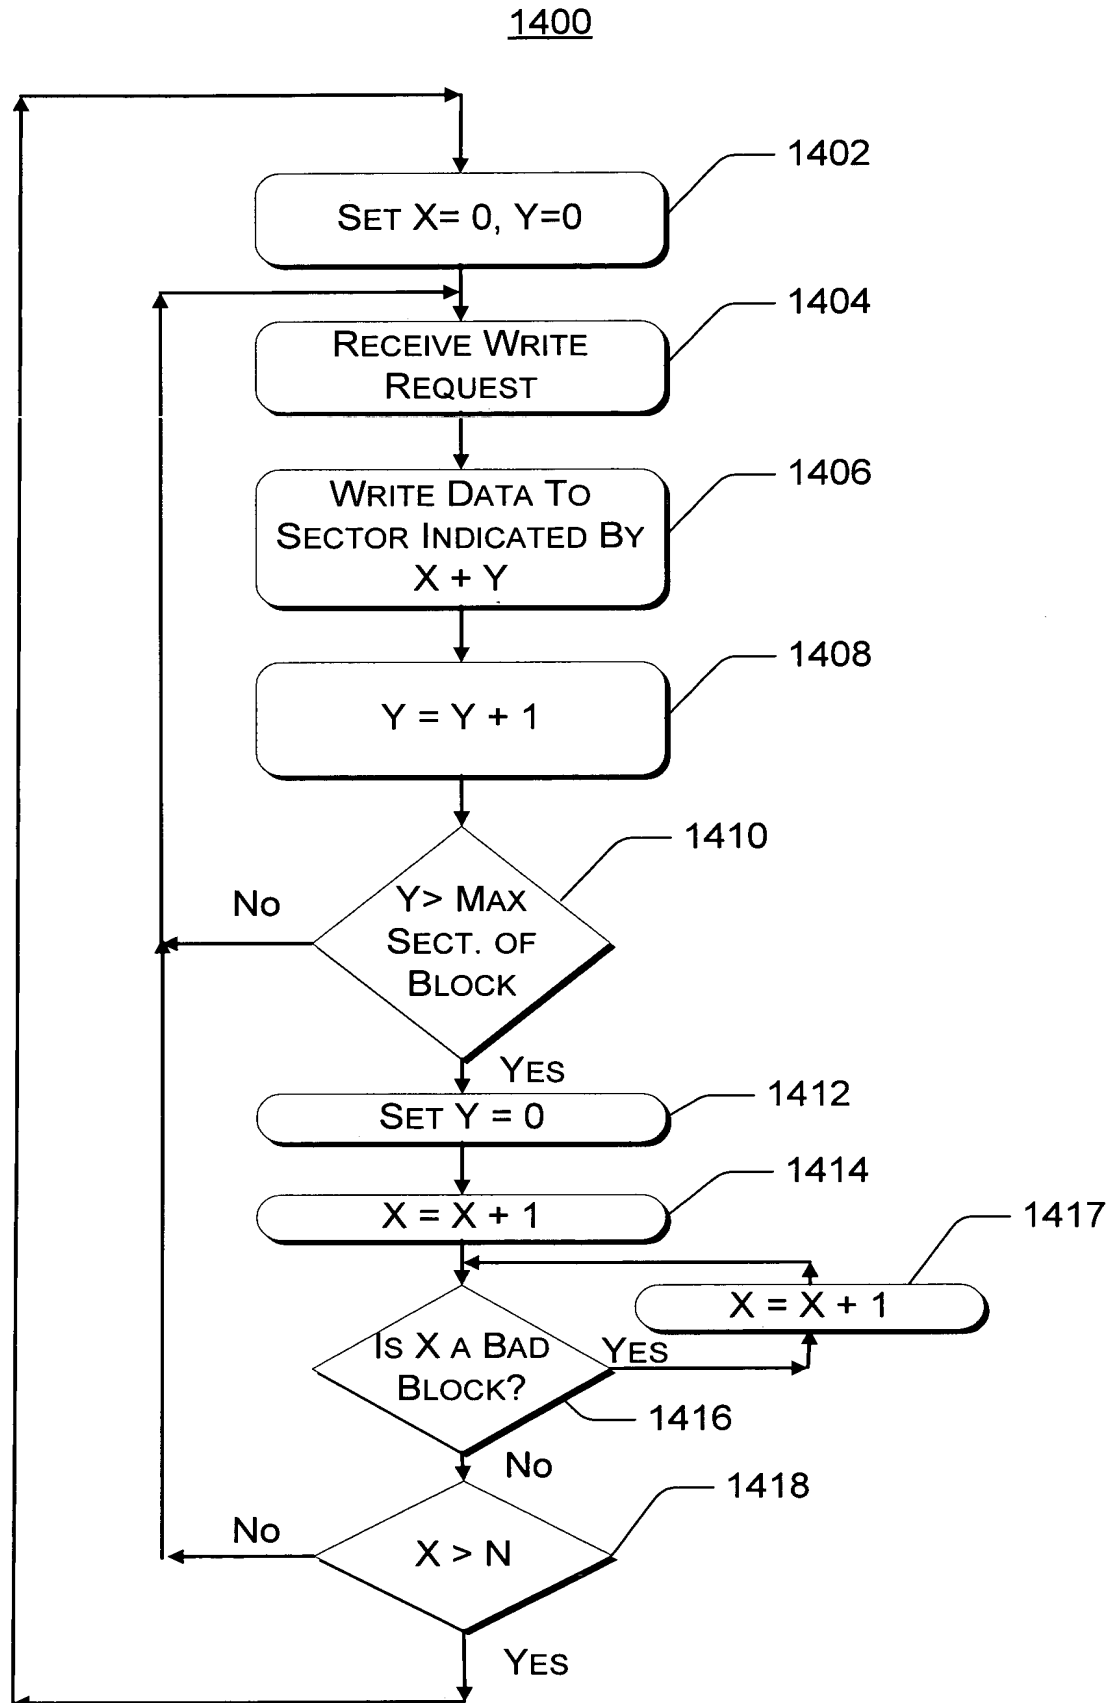 1400
1402
SET X= 0, Y=0
1404
RECEIVE WRITE
REQUEST
1406
WRITE DATA TO
SECTOR INDICATED BY
X + Y
1408
Y = Y + 1
1410
No
Y> MAX
SECT. OF
BLOCK
YES
1412
SET Y = 0
1414
X = X + 1
1417
X = X + 1
IS X A BAD
BLOCK?
YES
1416
No
1418
No
X > N
YES